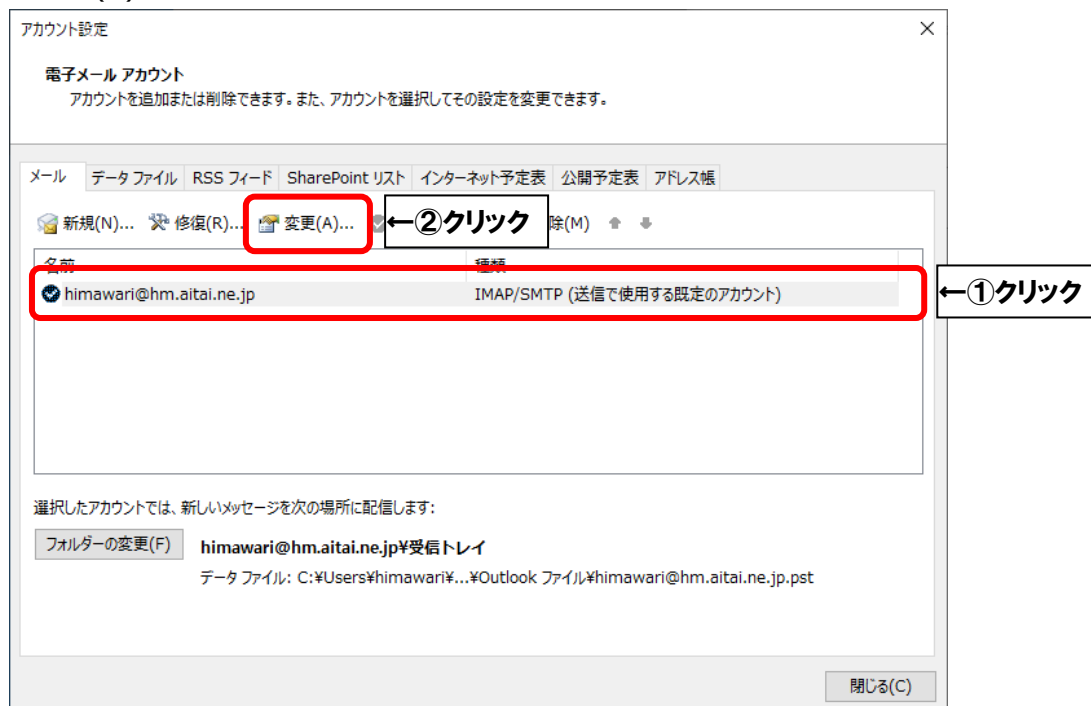 アカウント設定
電子メール アカウント
アカウントを追加または削除できます。また、アカウントを選択してその設定を変更できます。
メール データ ファイル RSS フィード SharePoint リスト インターネット予定表 公開予定表 アドレス帳
新規(N)... 修復(R)... 変更(A)... ←②クリック 除(M)
名前 種類
himawari@hm.aitai.ne.jp IMAP/SMTP (送信で使用する既定のアカウント)
←①クリック
選択したアカウントでは、新しいメッセージを次の場所に配信します:
フォルダーの変更(F) himawari@hm.aitai.ne.jp¥受信トレイ
データ ファイル: C:¥Users¥himawari¥...¥Outlook ファイル¥himawari@hm.aitai.ne.jp.pst
閉じる(C)